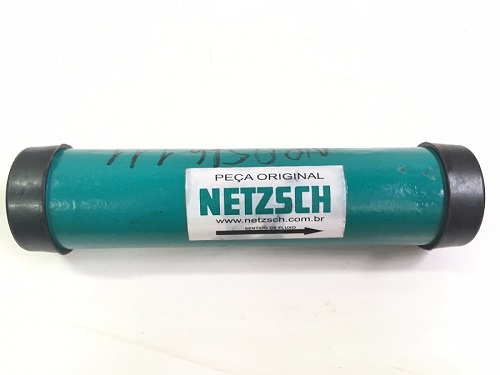 PEÇA ORIGINAL
NETZSCH
www.netzsch.com.br
SENTIDO DE FLUXO